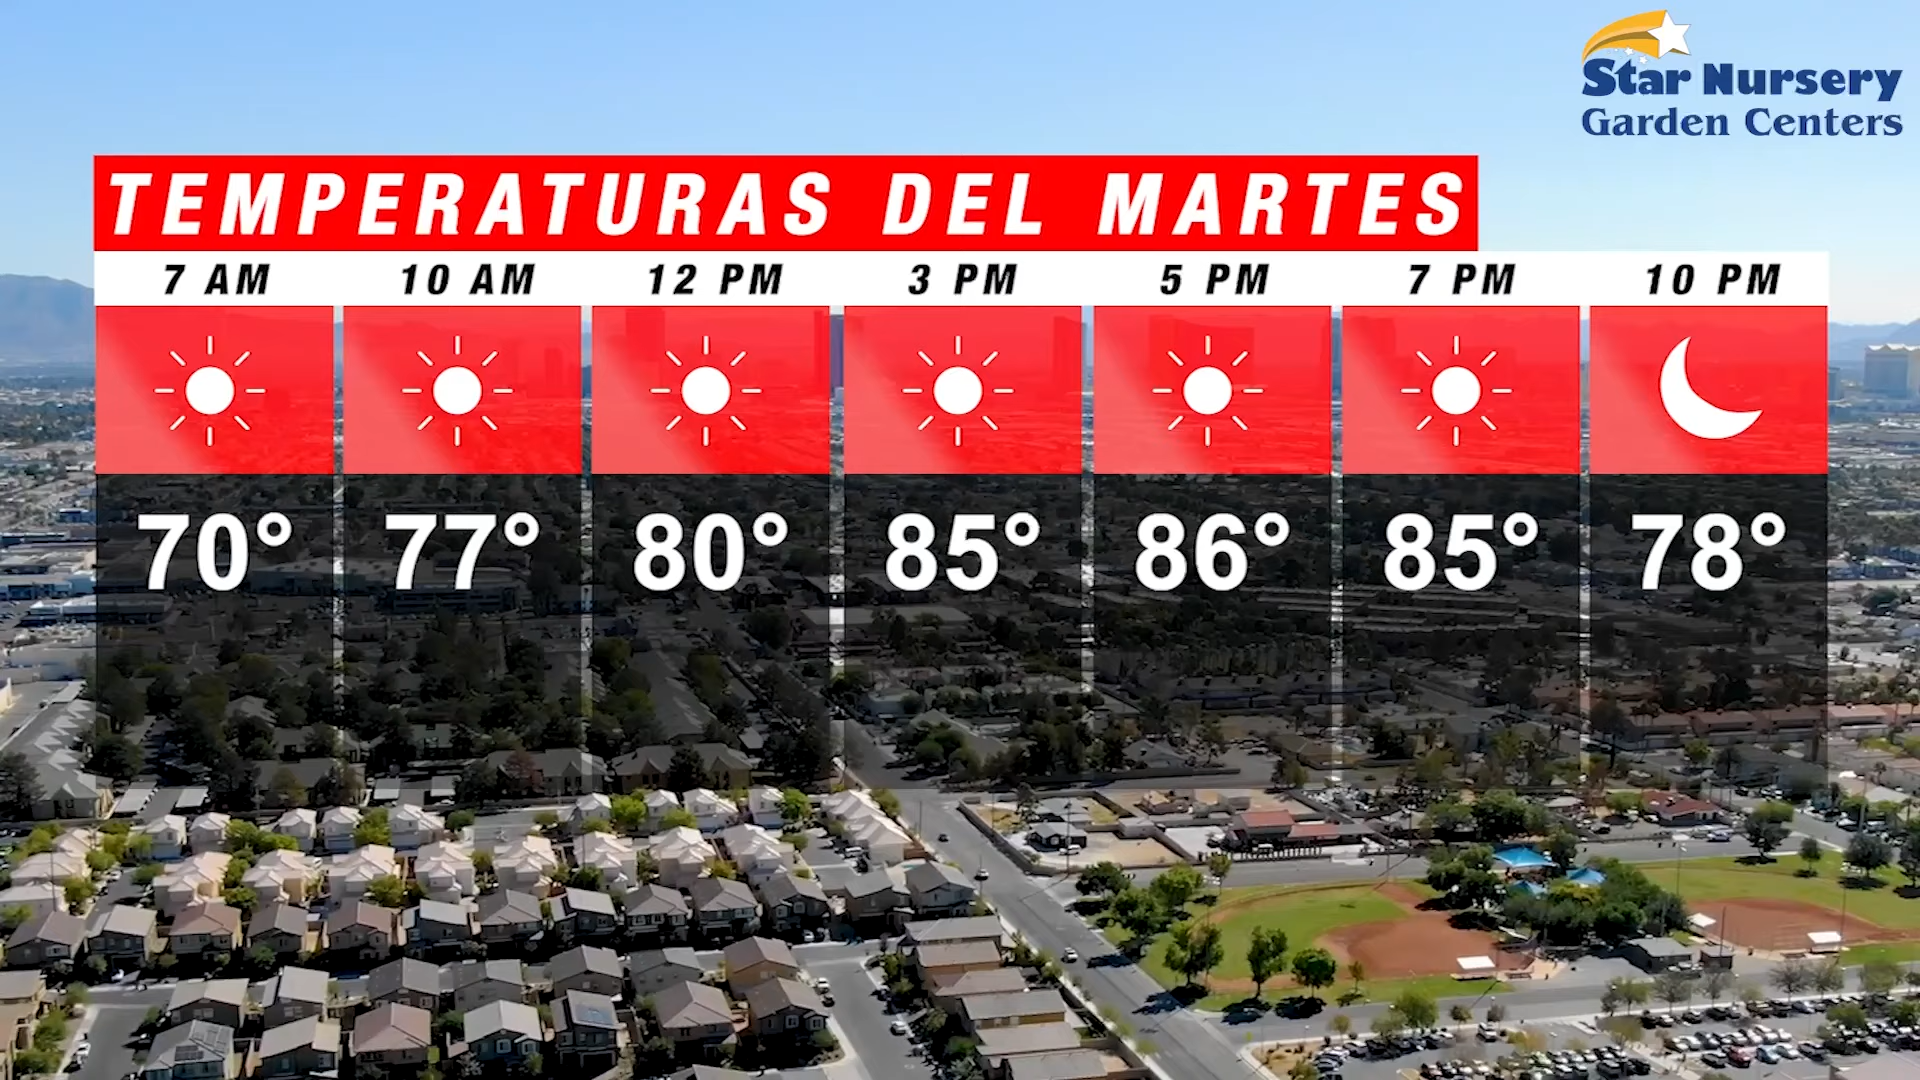 Star Nursery
Garden Centers
TEMPERATURAS DEL MARTES
7 AM 10 AM 12 PM 3 PM 5 PM 7 PM 10 PM
70° 77° 80° 85° 86° 85° 78°